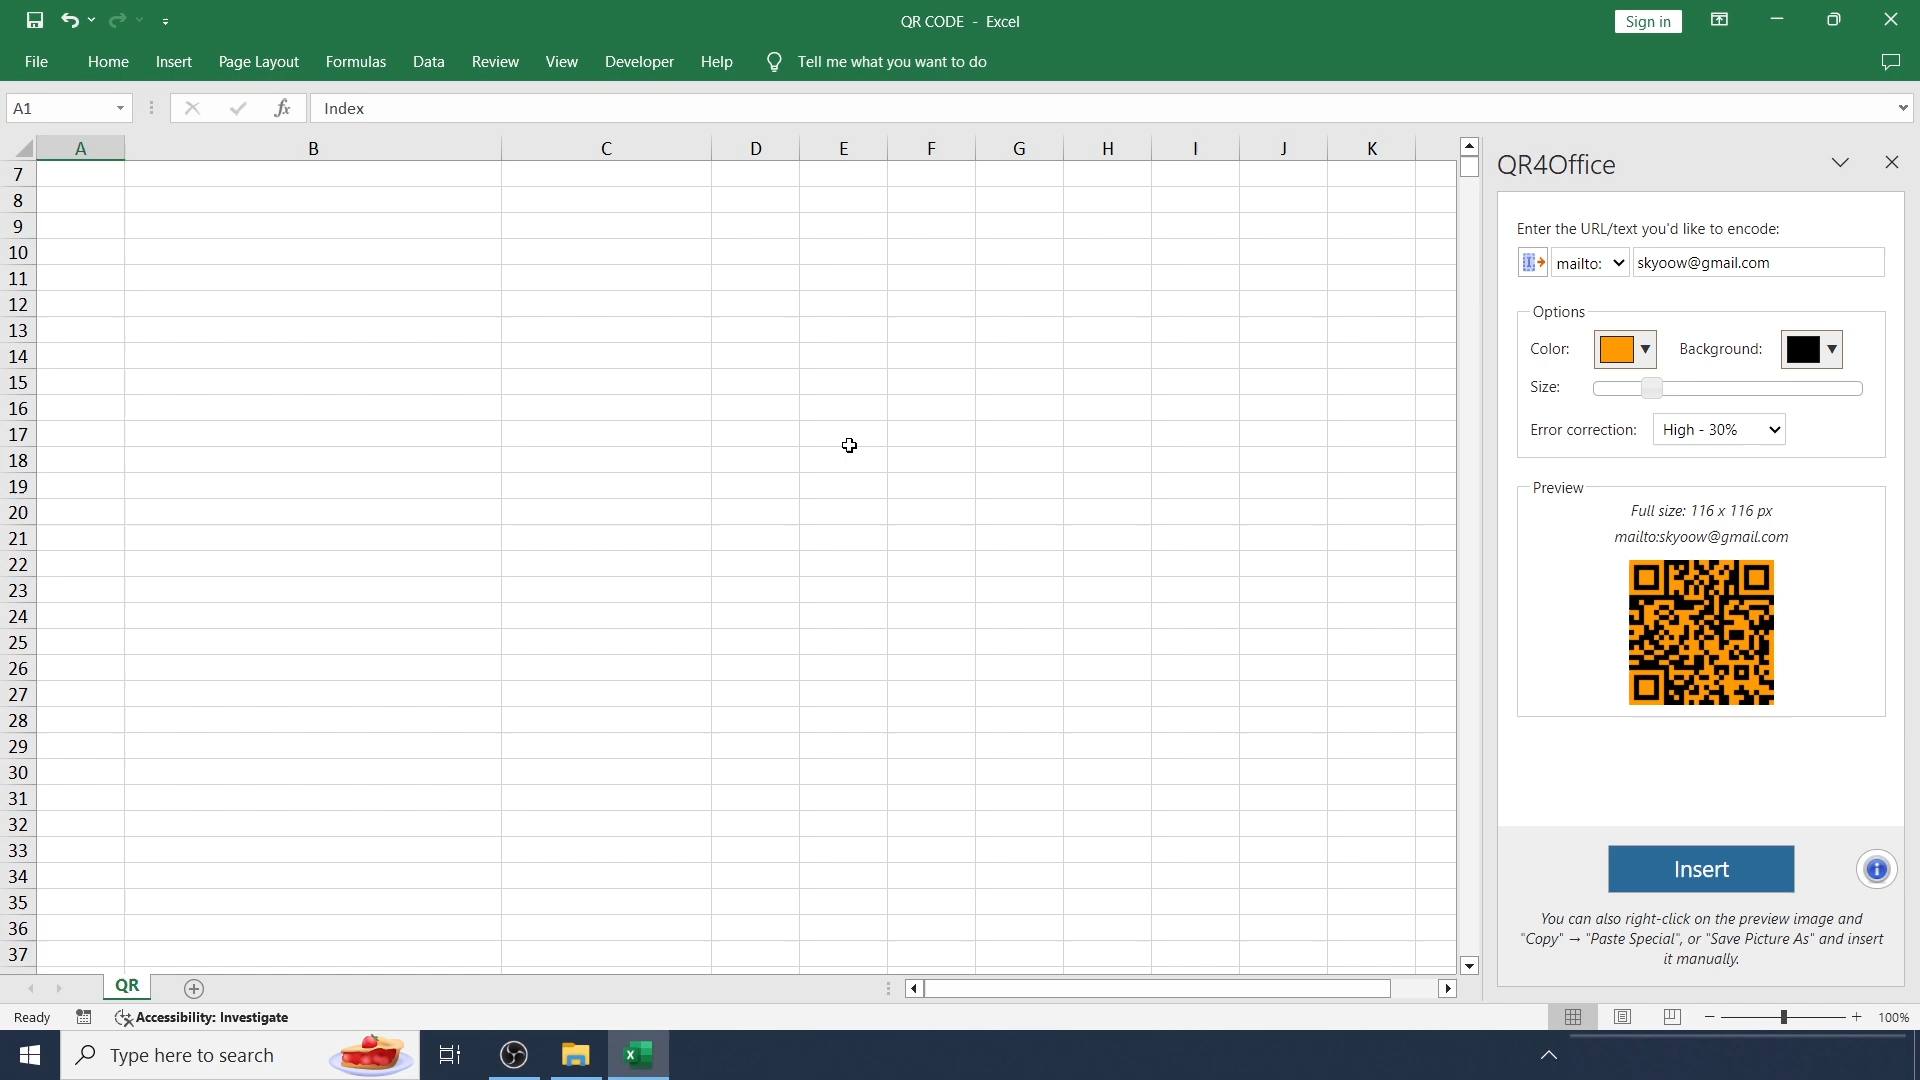 QR CODE - Excel
Sign in
File Home Insert Page Layout Formulas Data Review View Developer Help Tell me what you want to do
A1 fx Index
A B C D E F G H I J K
7
8
9
10
11
12
13
14
15
16
17
18
19
20
21
22
23
24
25
26
27
28
29
30
31
32
33
34
35
36
37
QR4Office
Enter the URL/text you'd like to encode:
mailto: skyoow@gmail.com
Options
Color: Background:
Size:
Error correction: High - 30%
Preview
Full size: 116 x 116 px
mailto:skyoow@gmail.com
Insert
You can also right-click on the preview image and
"Copy" → "Paste Special", or "Save Picture As" and insert
it manually.
QR
Ready Accessibility: Investigate 100%
Type here to search